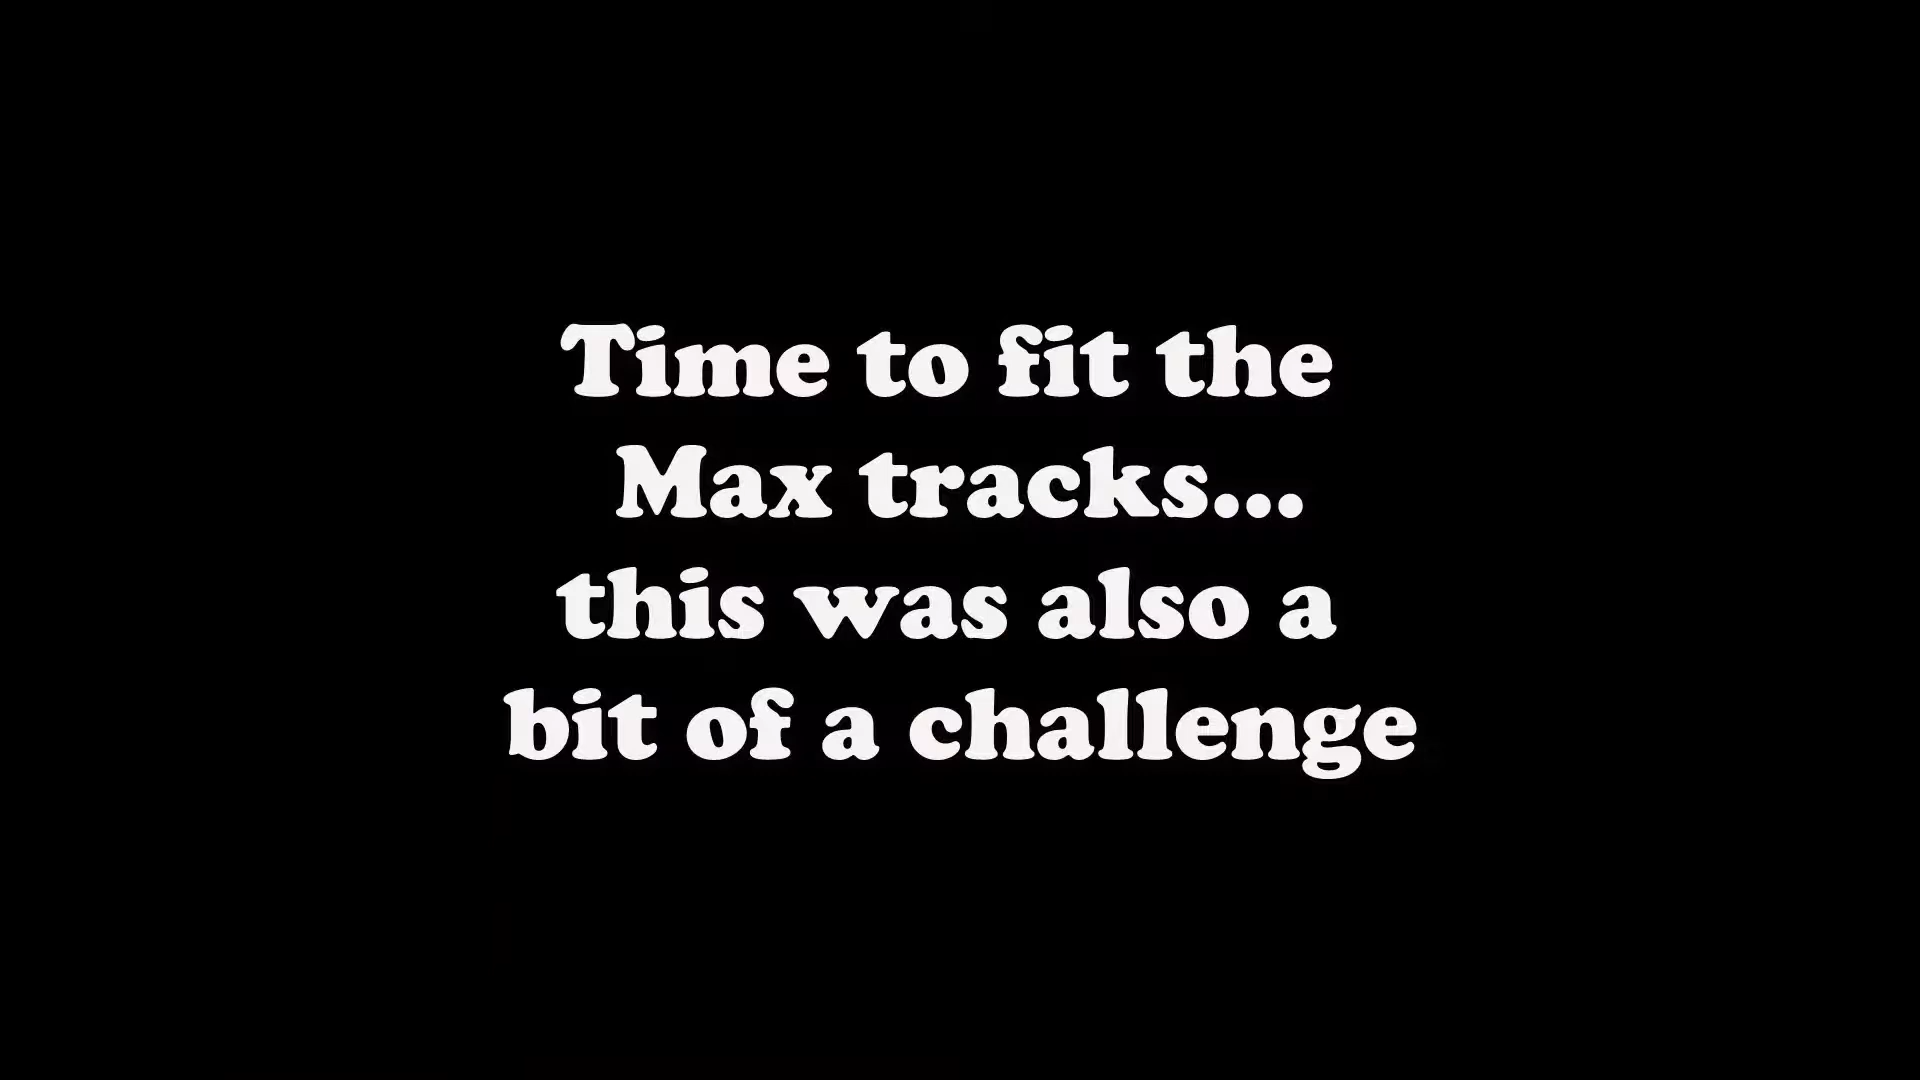 Time to fit the
Max tracks...
this was also a
bit of a challenge